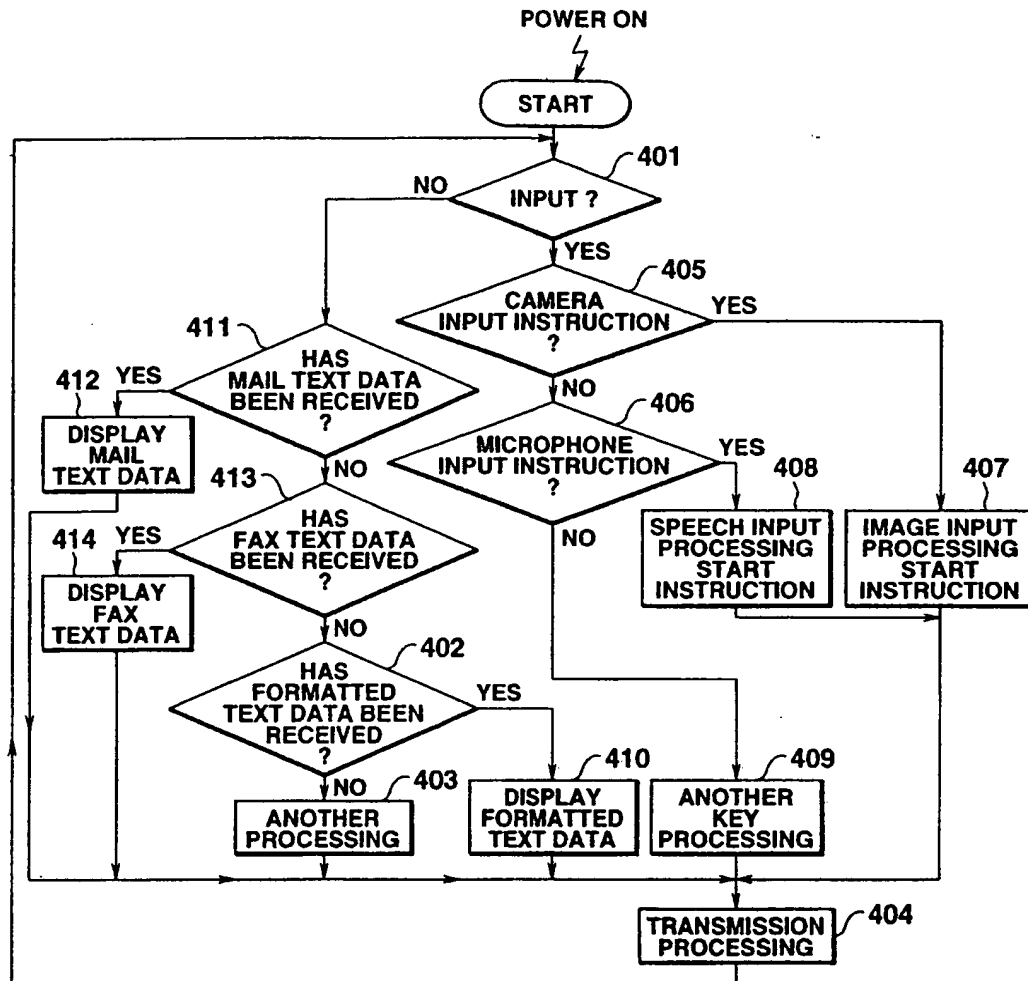 POWER ON
START
401
INPUT ?
NO
YES
405
CAMERA
INPUT INSTRUCTION
?
YES
NO
411
HAS
MAIL TEXT DATA
BEEN RECEIVED
?
YES
NO
412
DISPLAY
MAIL
TEXT DATA
406
MICROPHONE
INPUT INSTRUCTION
?
YES
NO
408
SPEECH INPUT
PROCESSING
START
INSTRUCTION
407
IMAGE INPUT
PROCESSING
START
INSTRUCTION
413
HAS
FAX TEXT DATA
BEEN RECEIVED
?
YES
NO
414
DISPLAY
FAX
TEXT DATA
402
HAS
FORMATTED
TEXT DATA BEEN
RECEIVED
?
YES
NO
403
ANOTHER
PROCESSING
410
DISPLAY
FORMATTED
TEXT DATA
409
ANOTHER
KEY
PROCESSING
TRANSMISSION
PROCESSING
404